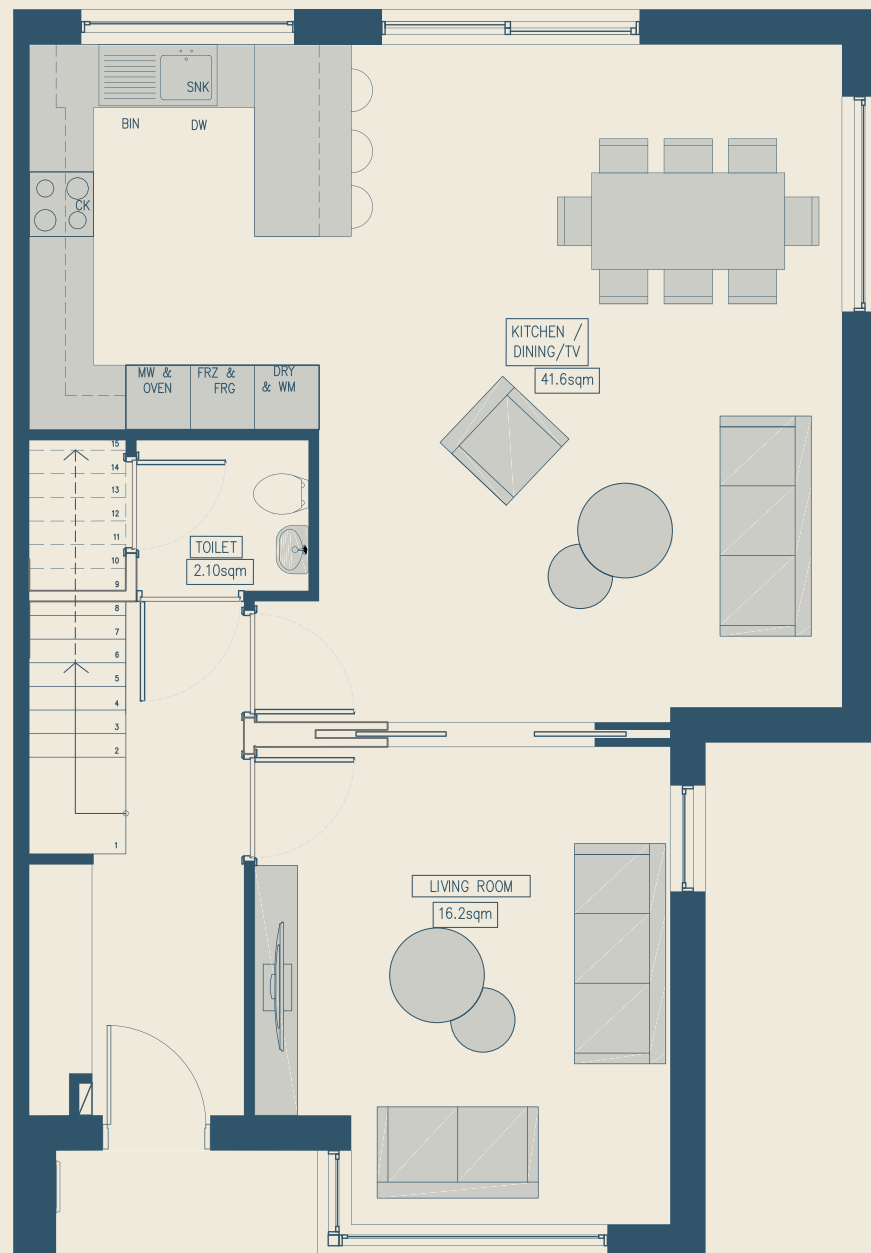 SNK
BIN
DW
CK
KITCHEN /
DINING/TV
41.6sqm
MW &
OVEN
FRZ &
FRG
DRY
& WM
15
14
13
12
11
10
9
8
7
6
5
4
3
2
1
TOILET
2.10sqm
LIVING ROOM
16.2sqm